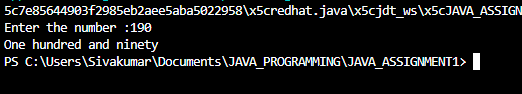 5c7e85644903f2985eb2aee5aba5022958\x5credhat.java\x5cjdt_ws\x5cJAVA_ASSIGN
Enter the number :190
One hundred and ninety
PS C:\Users\Sivakumar\Documents\JAVA_PROGRAMMING\JAVA_ASSIGNMENT1>